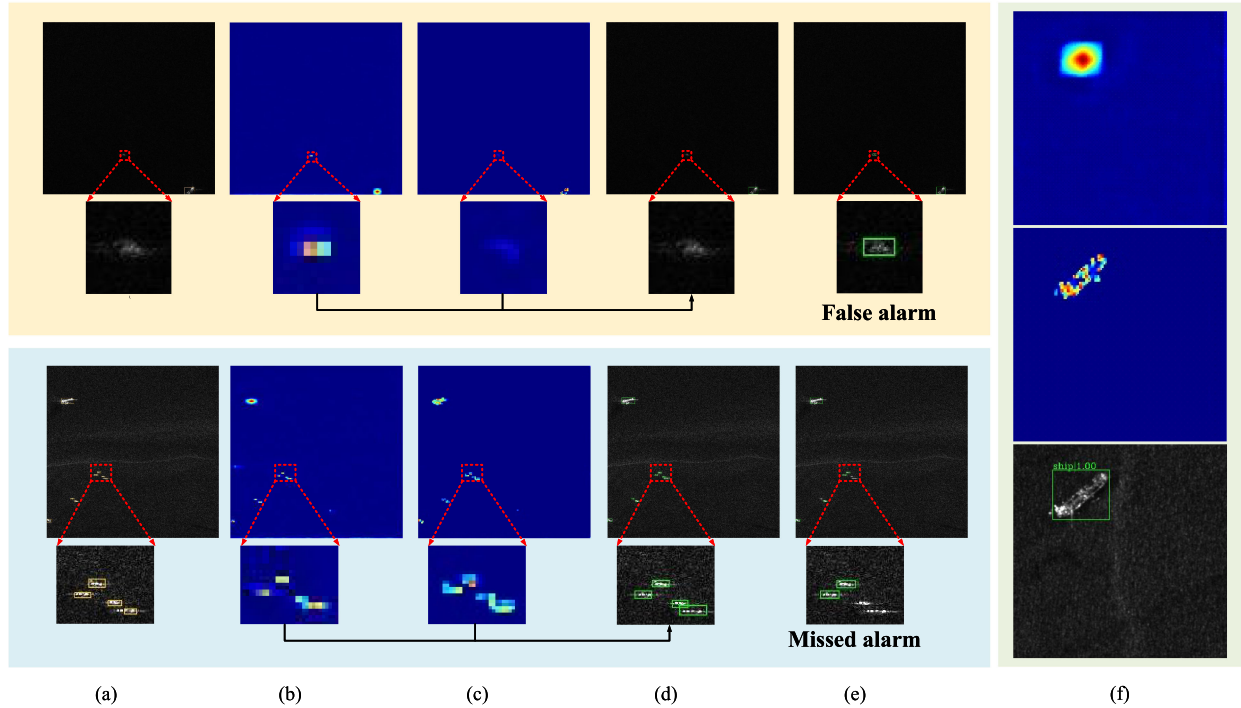 False alarm
ship|1.00
Missed alarm
(a)
(b)
(c)
(d)
(e)
(f)